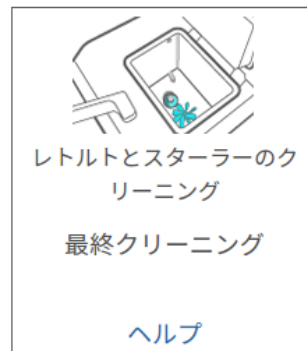 レトルトとスターラーのク
リーニング
最終クリーニング
ヘルプ